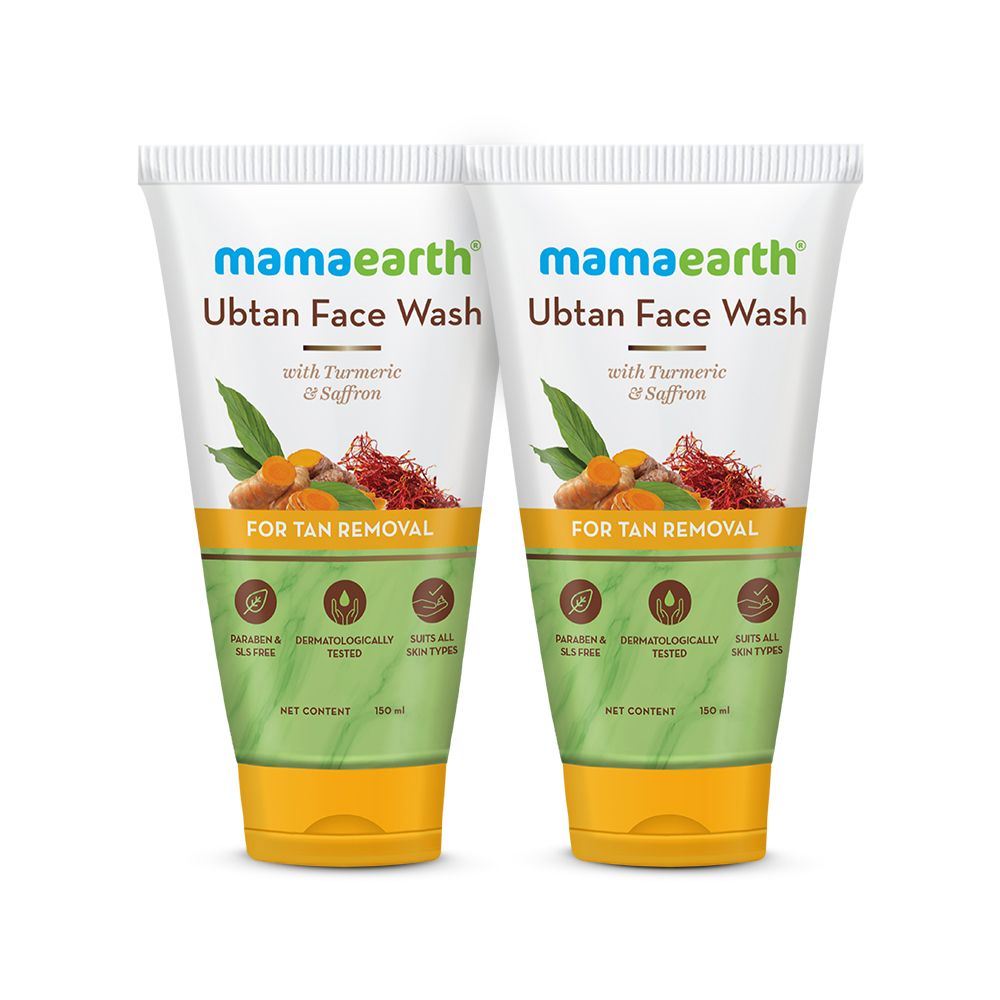 mamaearth®
Ubtan Face Wash
with Turmeric
& Saffron
FOR TAN REMOVAL
PARABEN &
SLS FREE
DERMATOLOGICALLY
TESTED
SUITS ALL
SKIN TYPES
NET CONTENT 150 ml
mamaearth®
Ubtan Face Wash
with Turmeric
& Saffron
FOR TAN REMOVAL
PARABEN &
SLS FREE
DERMATOLOGICALLY
TESTED
SUITS ALL
SKIN TYPES
NET CONTENT 150 ml